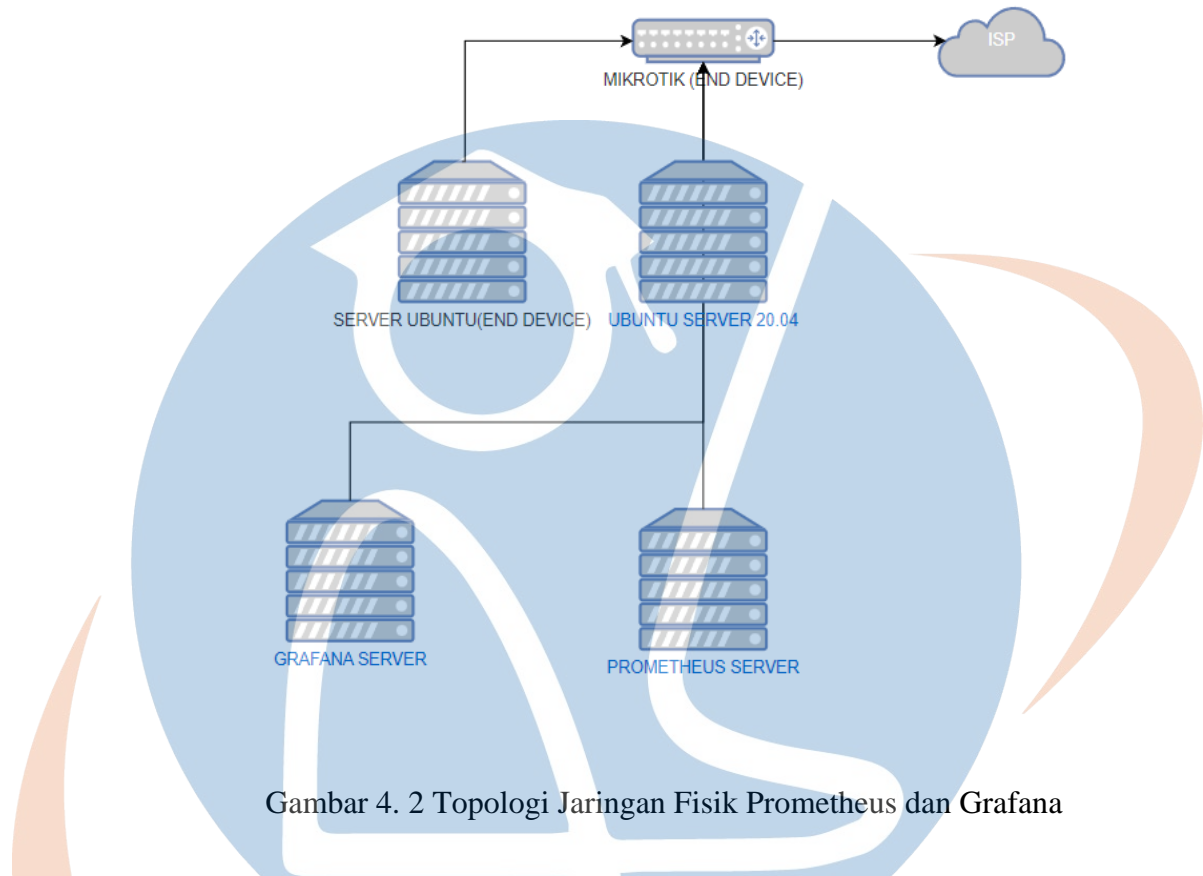 ISP
MIKROTIK (END DEVICE)
SERVER UBUNTU(END DEVICE)
UBUNTU SERVER 20.04
GRAFANA SERVER
PROMETHEUS SERVER
Gambar 4. 2 Topologi Jaringan Fisik Prometheus dan Grafana